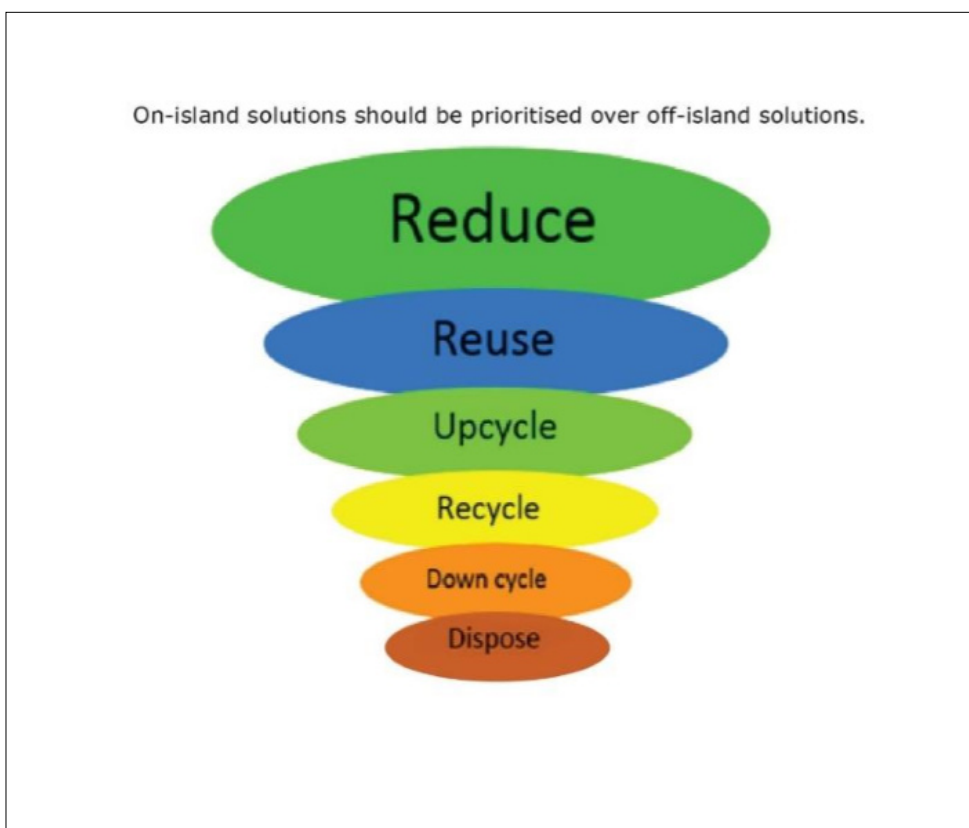 On-island solutions should be prioritised over off-island solutions.
Reduce
Reuse
Upcycle
Recycle
Down cycle
Dispose